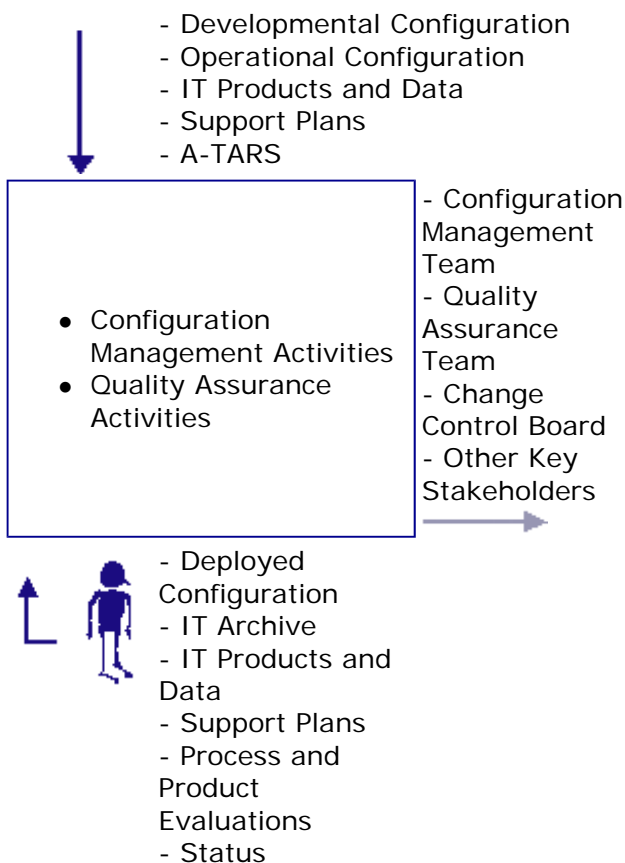 - Developmental Configuration
- Operational Configuration
- IT Products and Data
- Support Plans
- A-TARS
● Configuration
Management Activities
● Quality Assurance
Activities
- Configuration
Management
Team
- Quality
Assurance
Team
- Change
Control Board
- Other Key
Stakeholders
- Deployed
Configuration
- IT Archive
- IT Products and
Data
- Support Plans
- Process and
Product
Evaluations
- Status